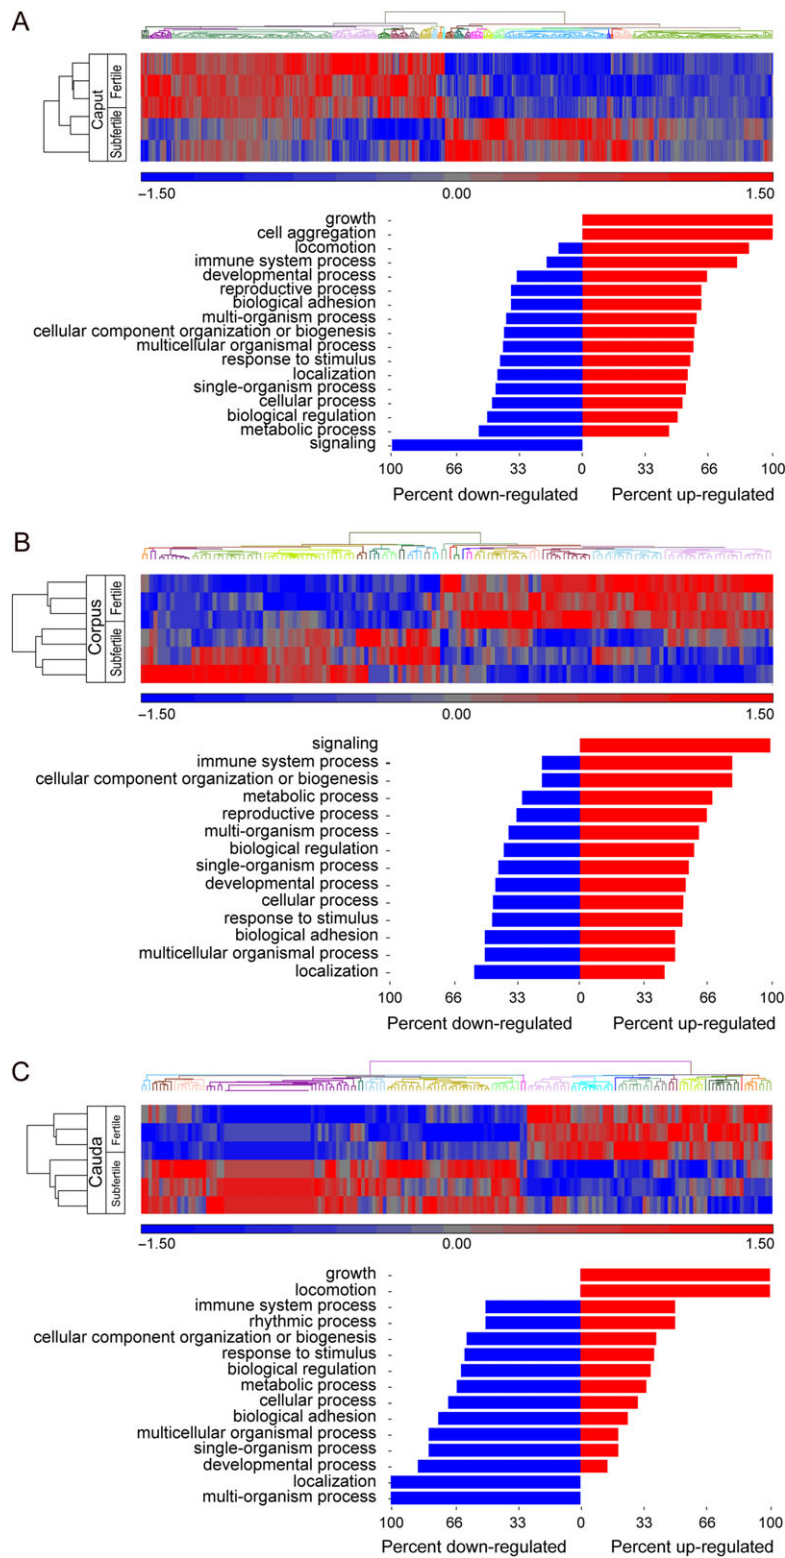 A
Caput
Fertile
Subfertile
−1.50 0.00 1.50
growth
cell aggregation
locomotion
immune system process
developmental process
reproductive process
biological adhesion
multi-organism process
cellular component organization or biogenesis
multicellular organismal process
response to stimulus
localization
single-organism process
cellular process
biological regulation
metabolic process
signaling
100 66 33 0 33 66 100
Percent down-regulated Percent up-regulated
B
Corpus
Fertile
Subfertile
−1.50 0.00 1.50
signaling
immune system process
cellular component organization or biogenesis
metabolic process
reproductive process
multi-organism process
biological regulation
single-organism process
developmental process
cellular process
response to stimulus
biological adhesion
multicellular organismal process
localization
100 66 33 0 33 66 100
Percent down-regulated Percent up-regulated
C
Cauda
Fertile
Subfertile
−1.50 0.00 1.50
growth
locomotion
immune system process
rhythmic process
cellular component organization or biogenesis
response to stimulus
biological regulation
metabolic process
cellular process
biological adhesion
multicellular organismal process
single-organism process
developmental process
localization
multi-organism process
100 66 33 0 33 66 100
Percent down-regulated Percent up-regulated